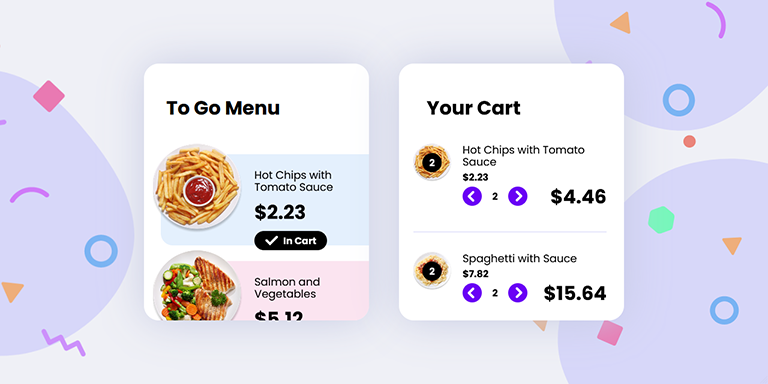 To Go Menu
Hot Chips with
Tomato Sauce
$2.23
In Cart
Salmon and
Vegetables
$5.12
Your Cart
2
Hot Chips with Tomato
Sauce
$2.23
2
$4.46
2
Spaghetti with Sauce
$7.82
2
$15.64